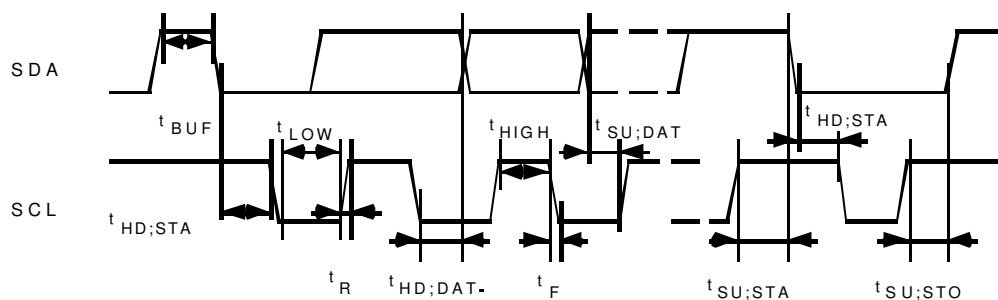 SDA
t BUF
t LOW
t HIGH
t SU;DAT
t HD;STA
SCL
t HD;STA
t R
t HD;DAT-
t F
t SU;STA
t SU;STO